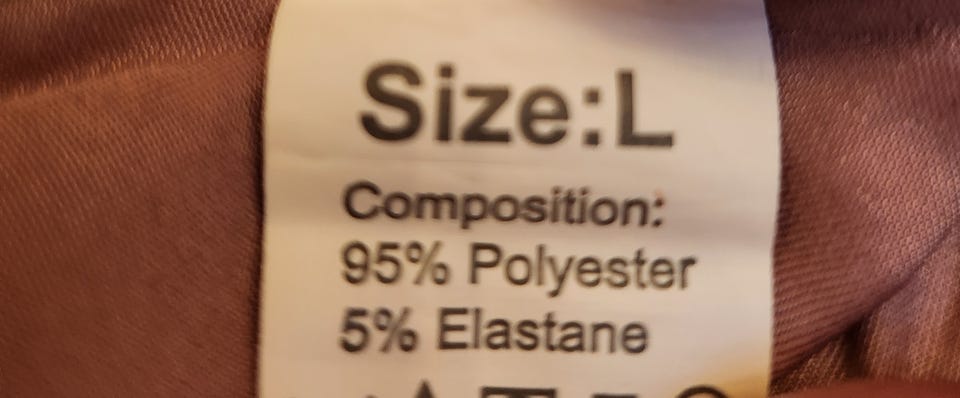 Size:L
Composition:
95% Polyester
5% Elastane